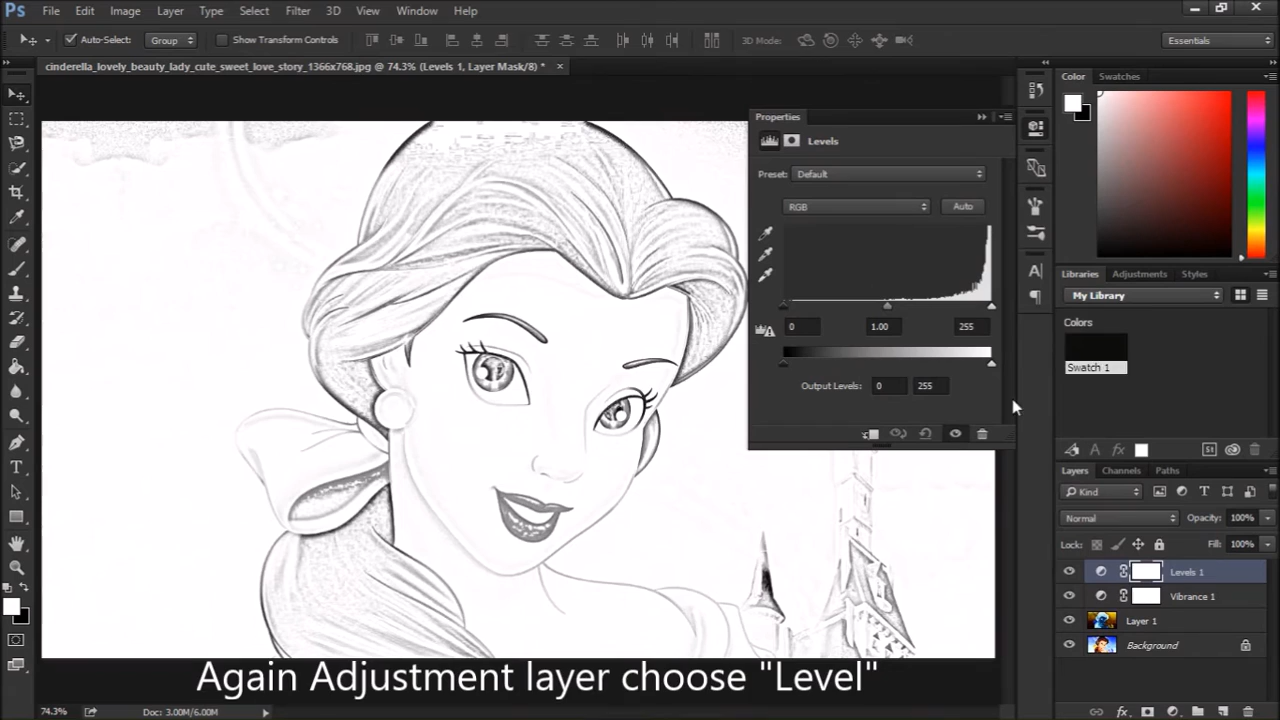 Ps File Edit Image Layer Type Select Filter 3D View Window Help
Auto-Select: Group Show Transform Controls 3D Mode: Essentials
cinderella_lovely_beauty_lady_cute_sweet_love_story_1366x768.jpg @ 74.3% (Levels 1, Layer Mask/8) * ×
Color Swatches
Properties
Levels
Preset: Default
RGB Auto
0 1.00 255
Output Levels: 0 255
Libraries Adjustments Styles
My Library
Colors
Swatch 1
A fx St
Layers Channels Paths
Kind
Normal Opacity: 100%
Lock: Fill: 100%
Levels 1
Vibrance 1
Layer 1
Background
Again Adjustment layer choose "Level"
74.3% Doc: 3.00M/6.00M
fx